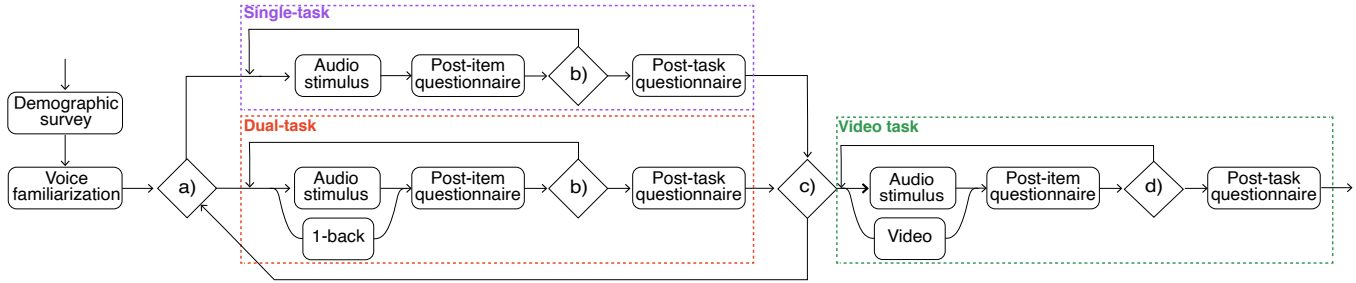 Single-task
Audio
stimulus
Post-item
questionnaire
b)
Post-task
questionnaire
Demographic
survey
Voice
familiarization
a)
Dual-task
Audio
stimulus
1-back
Post-item
questionnaire
b)
Post-task
questionnaire
c)
Video task
Audio
stimulus
Video
Post-item
questionnaire
d)
Post-task
questionnaire